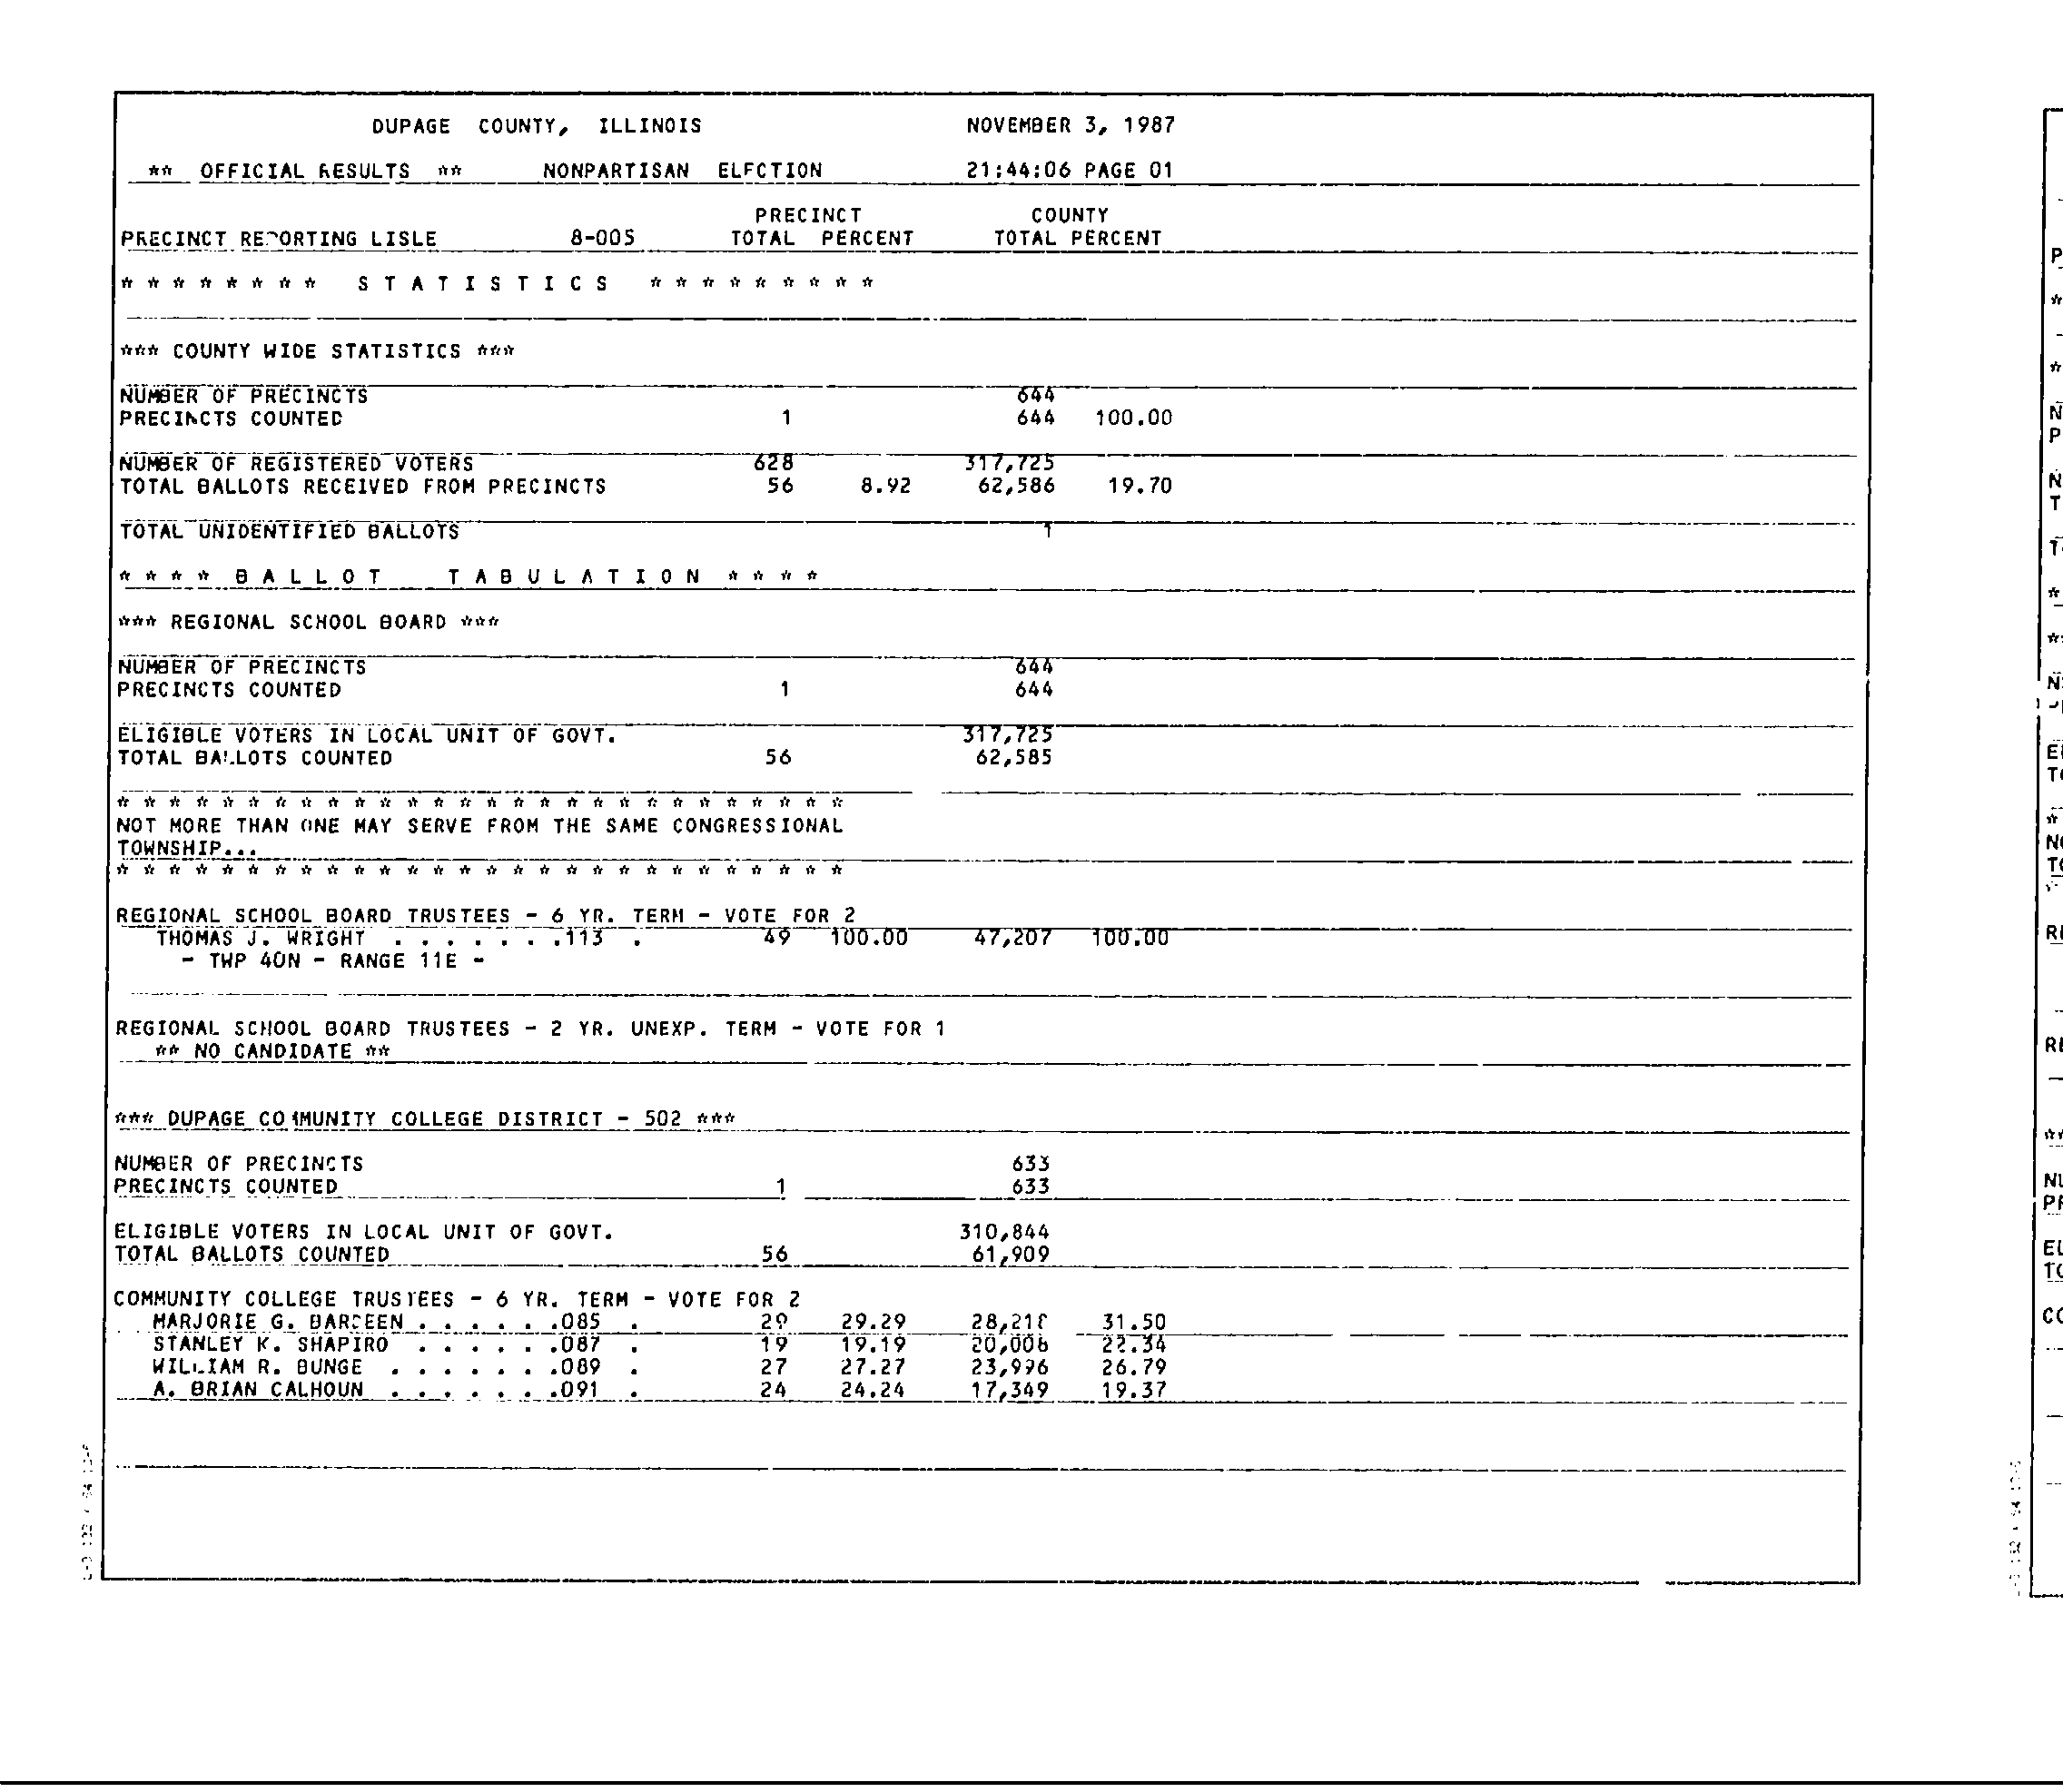 DUPAGE COUNTY, ILLINOIS NOVEMBER 3, 1987
** OFFICIAL RESULTS ** NONPARTISAN ELECTION 21:44:06 PAGE 01
PRECINCT COUNTY
PRECINCT REPORTING LISLE 8-005 TOTAL PERCENT TOTAL PERCENT
* * * * * * * * S T A T I S T I C S * * * * * * * * *
*** COUNTY WIDE STATISTICS ***
NUMBER OF PRECINCTS 644
PRECINCTS COUNTED 1 644 100.00
NUMBER OF REGISTERED VOTERS 628 317,725
TOTAL BALLOTS RECEIVED FROM PRECINCTS 56 8.92 62,586 19.70
TOTAL UNIDENTIFIED BALLOTS 1
* * * * B A L L O T T A B U L A T I O N * * * *
*** REGIONAL SCHOOL BOARD ***
NUMBER OF PRECINCTS 644
PRECINCTS COUNTED 1 644
ELIGIBLE VOTERS IN LOCAL UNIT OF GOVT. 317,725
TOTAL BALLOTS COUNTED 56 62,585
* * * * * * * * * * * * * * * * * * * * * * * * * * * *
NOT MORE THAN ONE MAY SERVE FROM THE SAME CONGRESSIONAL
TOWNSHIP...
* * * * * * * * * * * * * * * * * * * * * * * * * * * *
REGIONAL SCHOOL BOARD TRUSTEES - 6 YR. TERM - VOTE FOR 2
THOMAS J. WRIGHT . . . . . . .113 . 49 100.00 47,207 100.00
- TWP 40N - RANGE 11E -
REGIONAL SCHOOL BOARD TRUSTEES - 2 YR. UNEXP. TERM - VOTE FOR 1
** NO CANDIDATE **
*** DUPAGE COMMUNITY COLLEGE DISTRICT - 502 ***
NUMBER OF PRECINCTS 633
PRECINCTS COUNTED 1 633
ELIGIBLE VOTERS IN LOCAL UNIT OF GOVT. 310,844
TOTAL BALLOTS COUNTED 56 61,909
COMMUNITY COLLEGE TRUSTEES - 6 YR. TERM - VOTE FOR 2
MARJORIE G. BARDEEN . . . . . .085 . 29 29.29 31.50
STANLEY K. SHAPIRO . . . . . .087 . 19 19.19 20,006 22.34
WILLIAM R. BUNGE . . . . . . .089 . 27 27.27 23,996 26.79
A. BRIAN CALHOUN . . . . . . .091 . 24 24.24 17,349 19.37